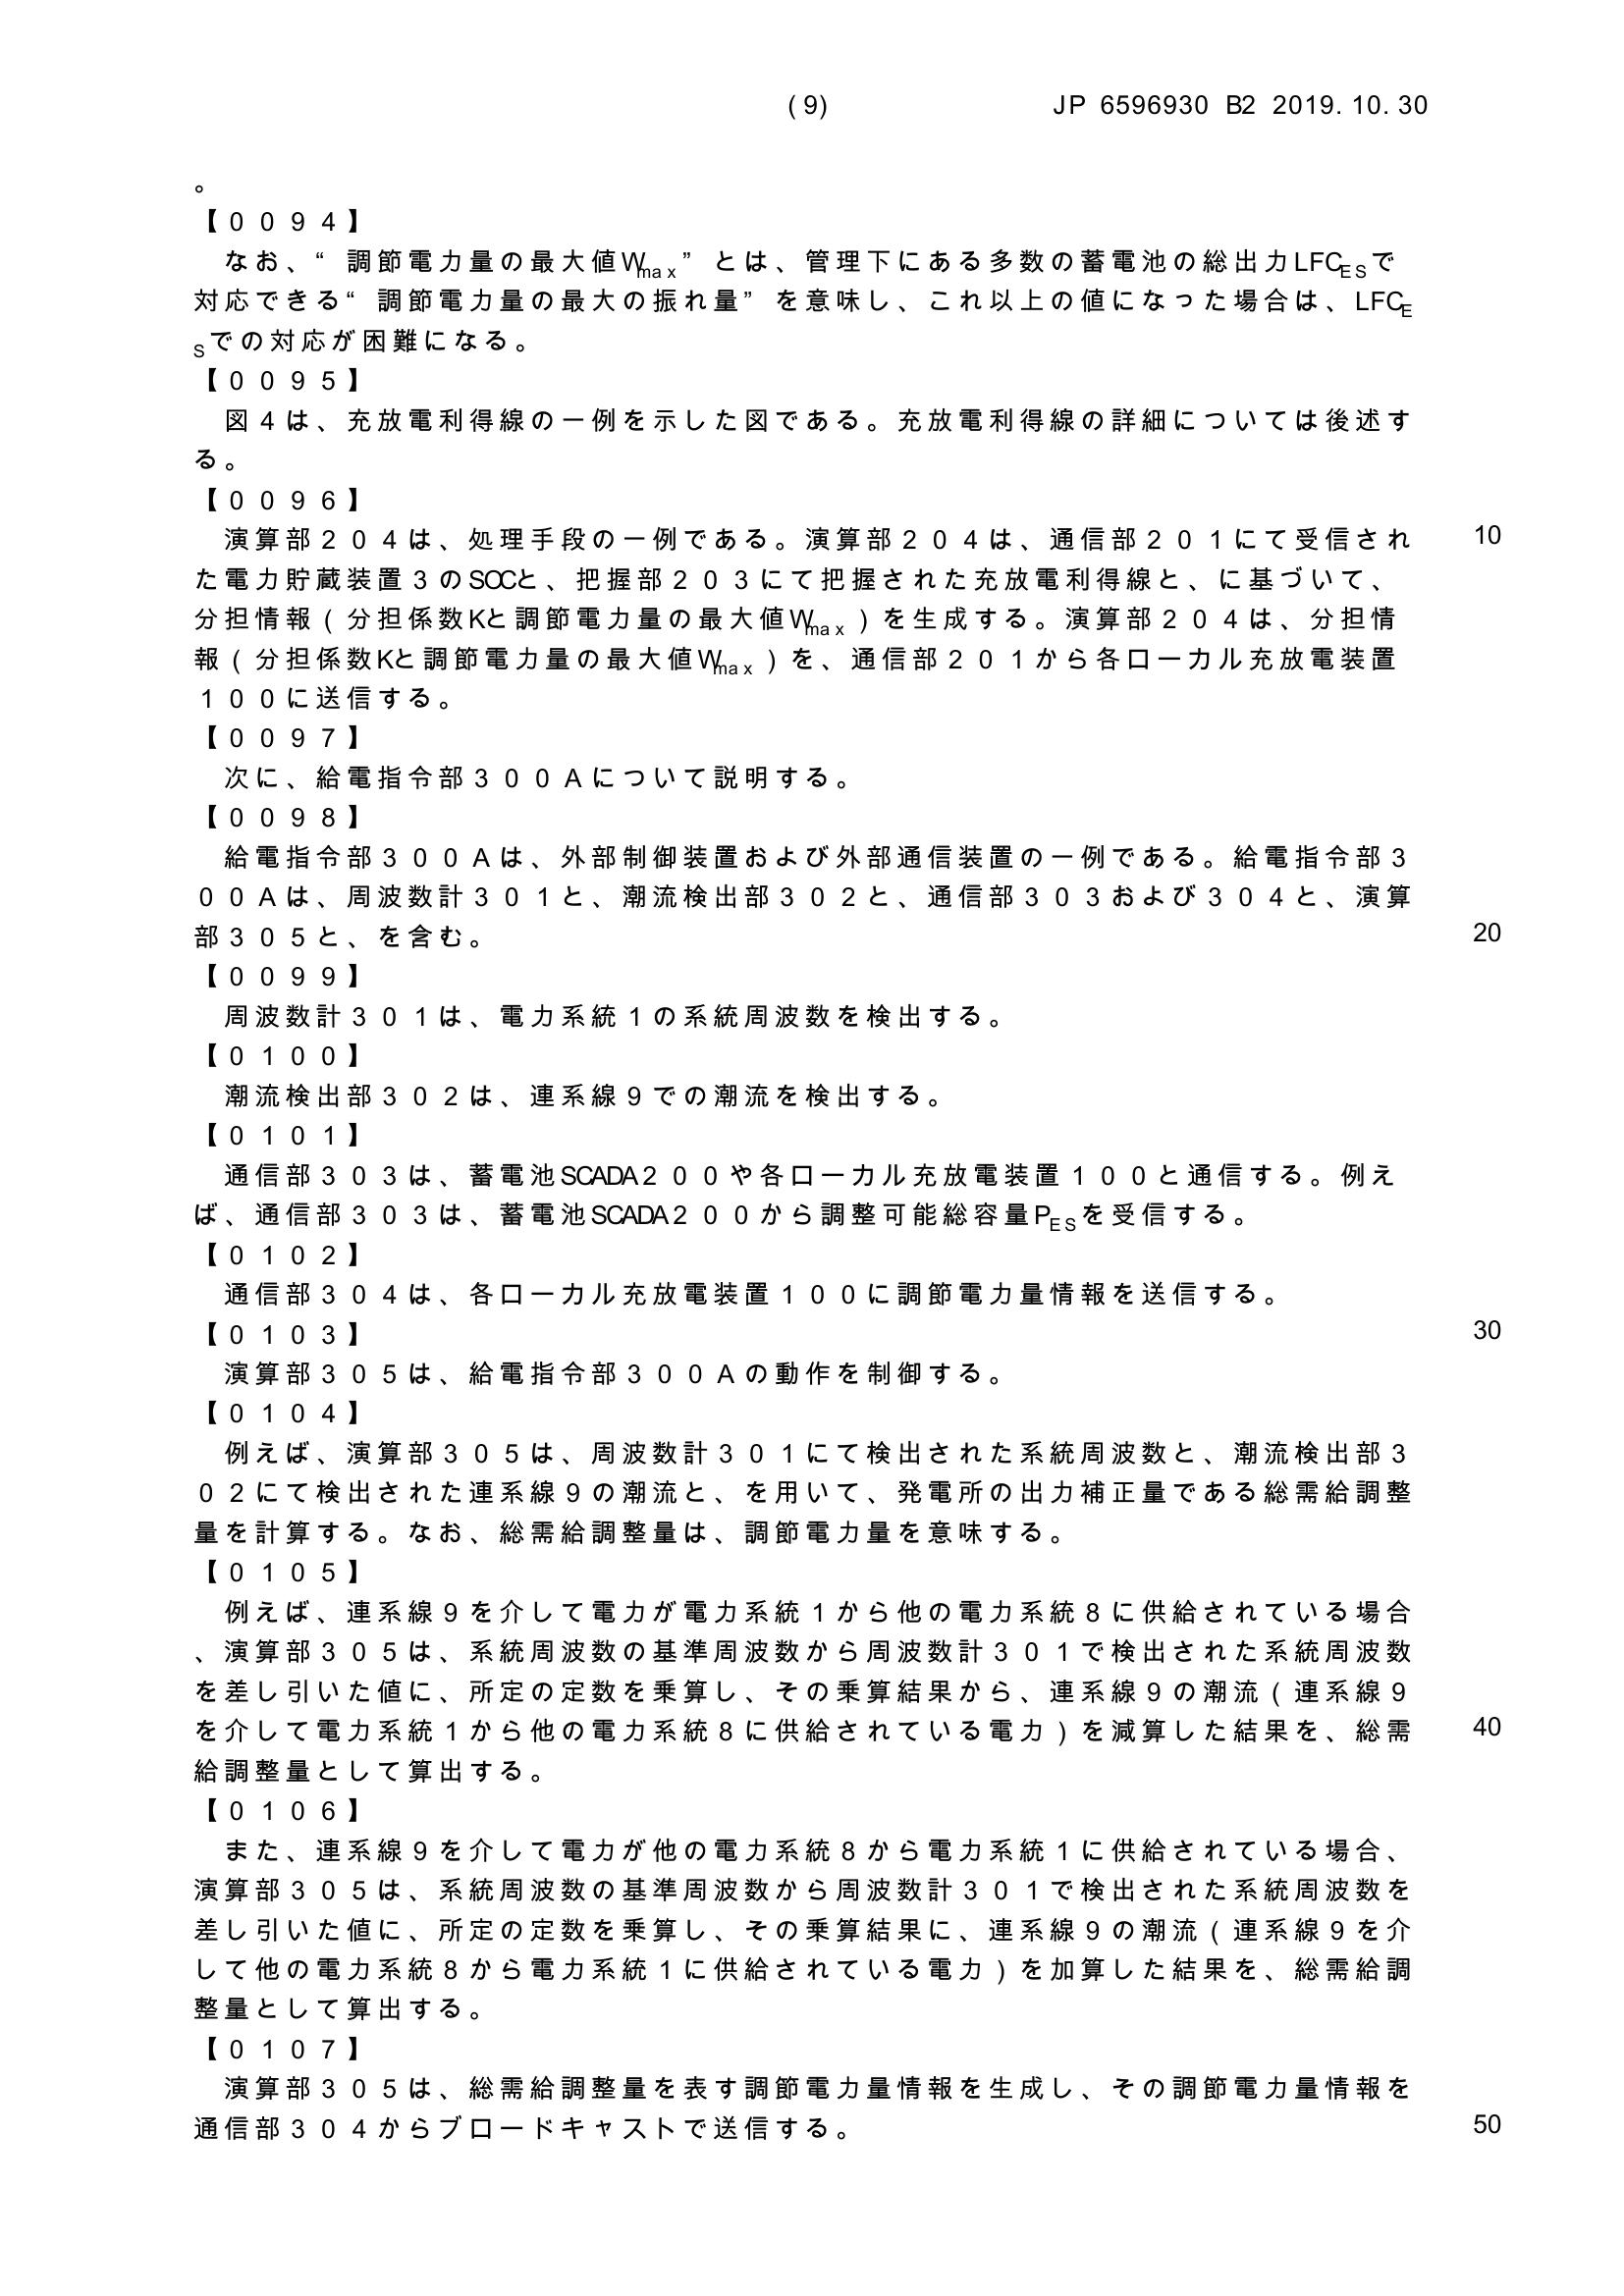 (9) JP 6596930 B2 2019.10.30
。
【００９４】
　なお、“調節電力量の最大値Wmax”とは、管理下にある多数の蓄電池の総出力LFCESで
対応できる“調節電力量の最大の振れ量”を意味し、これ以上の値になった場合は、LFCE
Sでの対応が困難になる。
【００９５】
　図４は、充放電利得線の一例を示した図である。充放電利得線の詳細については後述す
る。
【００９６】
　演算部２０４は、処理手段の一例である。演算部２０４は、通信部２０１にて受信され 10
た電力貯蔵装置３のSOCと、把握部２０３にて把握された充放電利得線と、に基づいて、
分担情報（分担係数Kと調節電力量の最大値Wmax）を生成する。演算部２０４は、分担情
報（分担係数Kと調節電力量の最大値Wmax）を、通信部２０１から各ローカル充放電装置
１００に送信する。
【００９７】
　次に、給電指令部３００Ａについて説明する。
【００９８】
　給電指令部３００Ａは、外部制御装置および外部通信装置の一例である。給電指令部３
００Ａは、周波数計３０１と、潮流検出部３０２と、通信部３０３および３０４と、演算
部３０５と、を含む。 20
【００９９】
　周波数計３０１は、電力系統１の系統周波数を検出する。
【０１００】
　潮流検出部３０２は、連系線９での潮流を検出する。
【０１０１】
　通信部３０３は、蓄電池SCADA２００や各ローカル充放電装置１００と通信する。例え
ば、通信部３０３は、蓄電池SCADA２００から調整可能総容量PESを受信する。
【０１０２】
　通信部３０４は、各ローカル充放電装置１００に調節電力量情報を送信する。
【０１０３】 30
　演算部３０５は、給電指令部３００Ａの動作を制御する。
【０１０４】
　例えば、演算部３０５は、周波数計３０１にて検出された系統周波数と、潮流検出部３
０２にて検出された連系線９の潮流と、を用いて、発電所の出力補正量である総需給調整
量を計算する。なお、総需給調整量は、調節電力量を意味する。
【０１０５】
　例えば、連系線９を介して電力が電力系統１から他の電力系統８に供給されている場合
、演算部３０５は、系統周波数の基準周波数から周波数計３０１で検出された系統周波数
を差し引いた値に、所定の定数を乗算し、その乗算結果から、連系線９の潮流（連系線９
を介して電力系統１から他の電力系統８に供給されている電力）を減算した結果を、総需 40
給調整量として算出する。
【０１０６】
　また、連系線９を介して電力が他の電力系統８から電力系統１に供給されている場合、
演算部３０５は、系統周波数の基準周波数から周波数計３０１で検出された系統周波数を
差し引いた値に、所定の定数を乗算し、その乗算結果に、連系線９の潮流（連系線９を介
して他の電力系統８から電力系統１に供給されている電力）を加算した結果を、総需給調
整量として算出する。
【０１０７】
　演算部３０５は、総需給調整量を表す調節電力量情報を生成し、その調節電力量情報を
通信部３０４からブロードキャストで送信する。 50